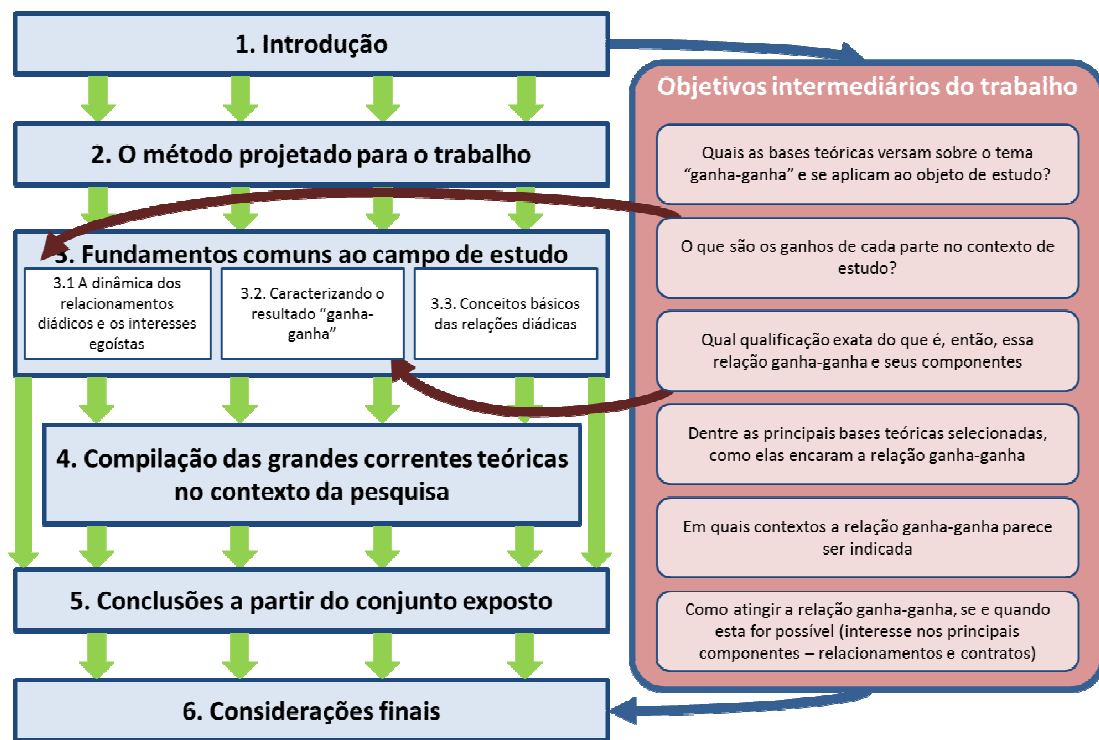 1. Introdução
2. O método projetado para o trabalho
3. Fundamentos comuns ao campo de estudo
3.1 A dinâmica dos
relacionamentos
diádicos e os interesses
egoístas
3.2. Caracterizando o
resultado “ganha-
ganha”
3.3. Conceitos básicos
das relações diádicas
4. Compilação das grandes correntes teóricas
no contexto da pesquisa
5. Conclusões a partir do conjunto exposto
6. Considerações finais
Objetivos intermediários do trabalho
Quais as bases teóricas versam sobre o tema
“ganha-ganha” e se aplicam ao objeto de estudo?
O que são os ganhos de cada parte no contexto de
estudo?
Qual qualificação exata do que é, então, essa
relação ganha-ganha e seus componentes
Dentre as principais bases teóricas selecionadas,
como elas encaram a relação ganha-ganha
Em quais contextos a relação ganha-ganha parece
ser indicada
Como atingir a relação ganha-ganha, se e quando
esta for possível (interesse nos principais
componentes – relacionamentos e contratos)